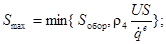 S_max = min{ S_обор, ρ_4 US/q̇^в };